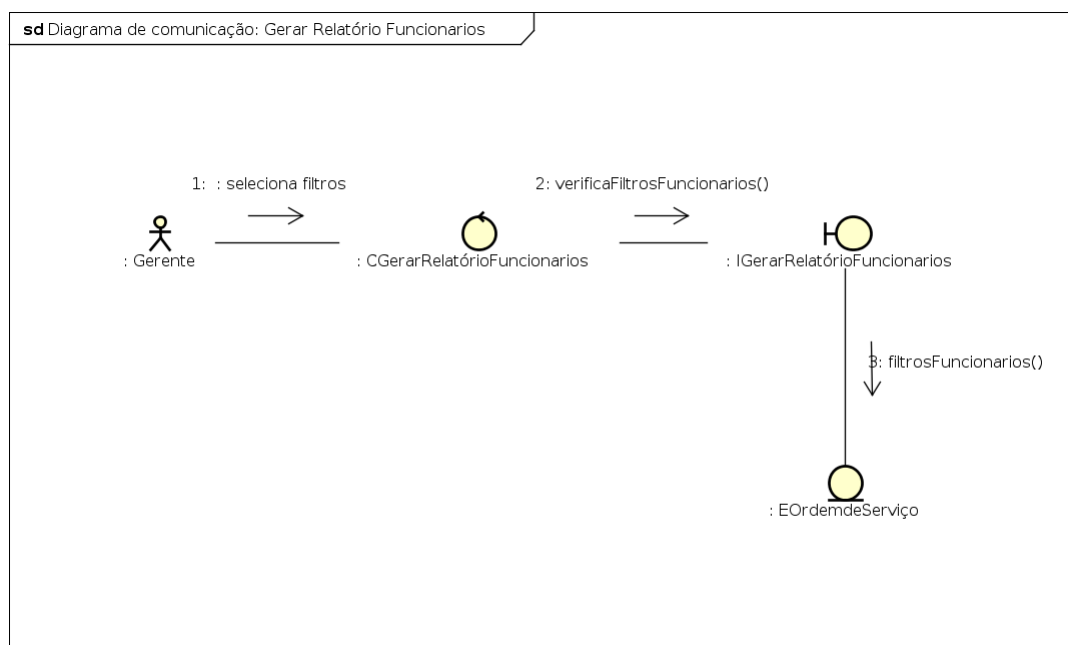 sd Diagrama de comunicação: Gerar Relatório Funcionarios
1: : seleciona filtros
2: verificaFiltrosFuncionarios()
: Gerente
: CGerarRelatórioFuncionarios
: IGerarRelatórioFuncionarios
3: filtrosFuncionarios()
: EOrdemdeServiço